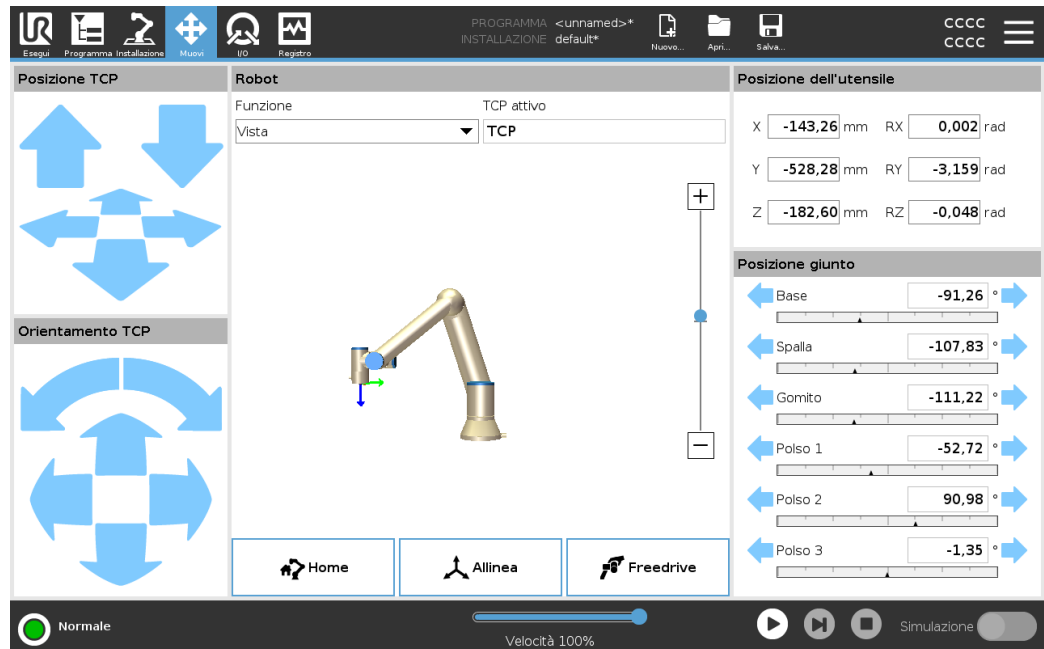 PROGRAMMA <unnamed>*
INSTALLAZIONE default*
CCCC
CCCC
Esegui Programma Installazione Muovi I/O Registro Nuovo... Apri... Salva...
Posizione TCP
Orientamento TCP
Robot
Funzione TCP attivo
Vista TCP
Home Allinea Freedrive
Posizione dell'utensile
X -143,26 mm RX 0,002 rad
Y -528,28 mm RY -3,159 rad
Z -182,60 mm RZ -0,048 rad
Posizione giunto
Base -91,26 °
Spalla -107,83 °
Gomito -111,22 °
Polso 1 -52,72 °
Polso 2 90,98 °
Polso 3 -1,35 °
Normale
Velocità 100%
Simulazione